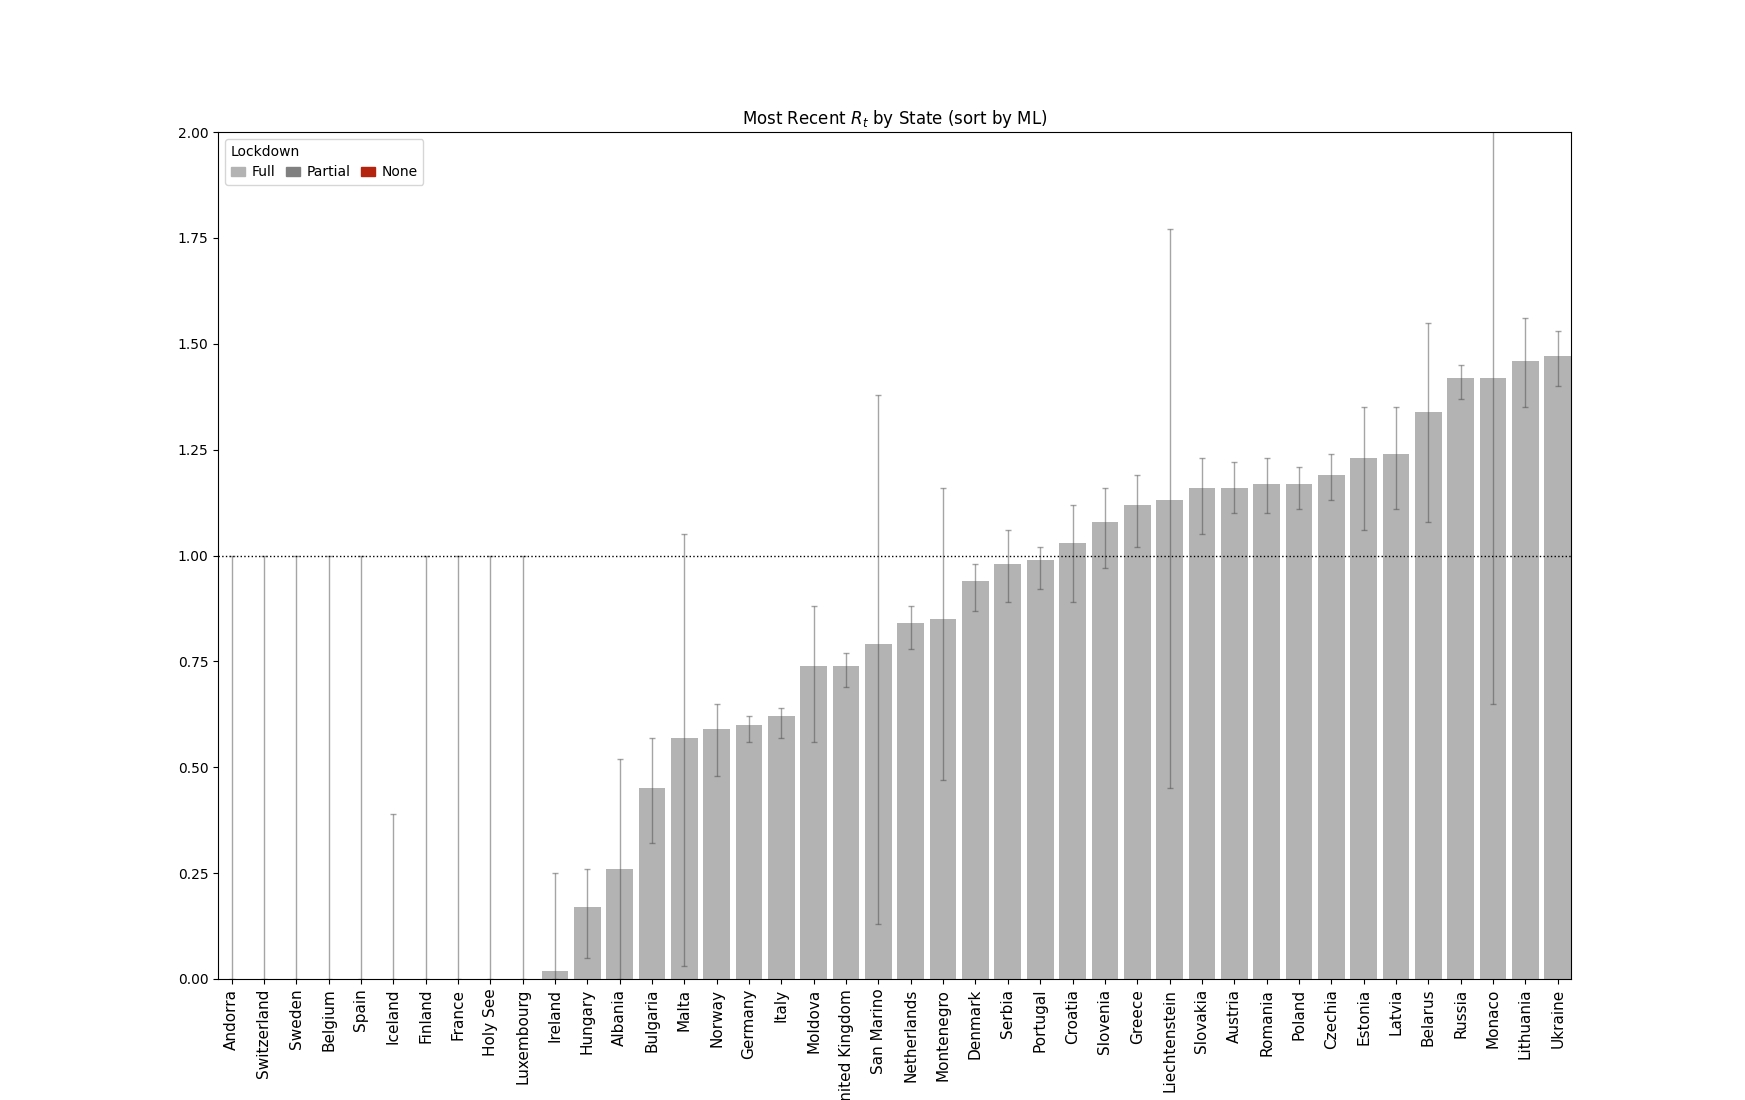 Most Recent Rt by State (sort by ML)
Lockdown
Full Partial None
2.00
1.75
1.50
1.25
1.00
0.75
0.50
0.25
0.00
Andorra
Switzerland
Sweden
Belgium
Spain
Iceland
Finland
France
Holy See
Luxembourg
Ireland
Hungary
Albania
Bulgaria
Malta
Norway
Germany
Italy
Moldova
nited Kingdom
San Marino
Netherlands
Montenegro
Denmark
Serbia
Portugal
Croatia
Slovenia
Greece
Liechtenstein
Slovakia
Austria
Romania
Poland
Czechia
Estonia
Latvia
Belarus
Russia
Monaco
Lithuania
Ukraine